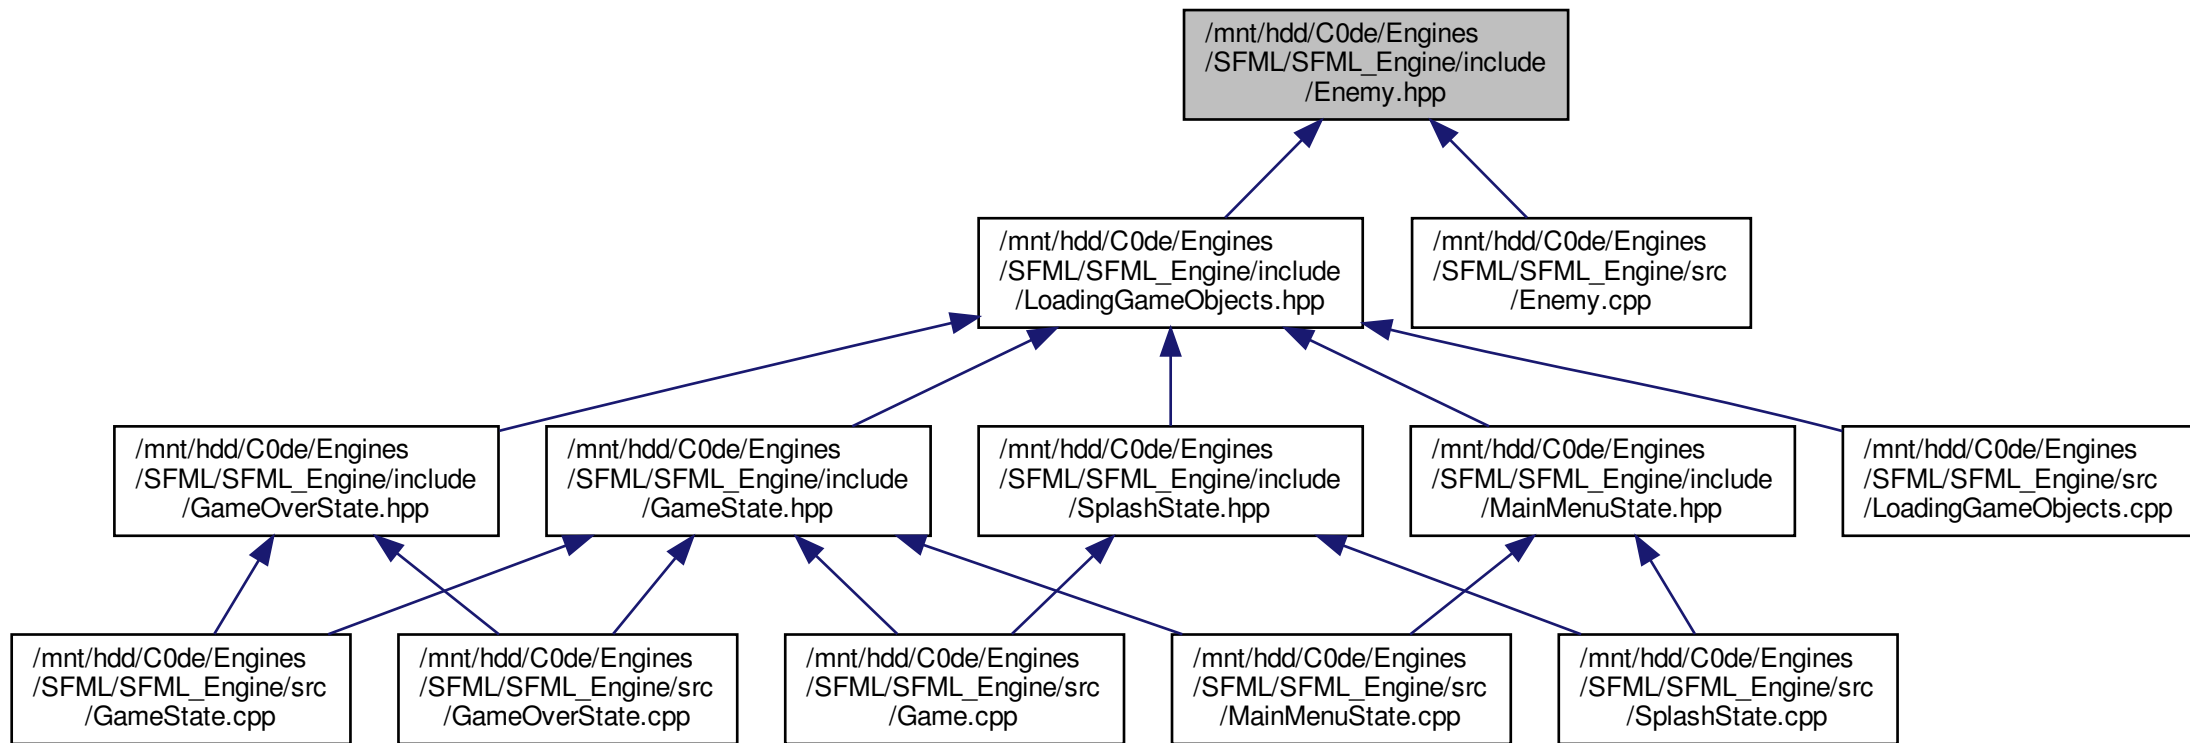 /mnt/hdd/C0de/Engines
/SFML/SFML_Engine/include
/Enemy.hpp
/mnt/hdd/C0de/Engines
/SFML/SFML_Engine/include
/LoadingGameObjects.hpp
/mnt/hdd/C0de/Engines
/SFML/SFML_Engine/src
/Enemy.cpp
/mnt/hdd/C0de/Engines
/SFML/SFML_Engine/include
/GameOverState.hpp
/mnt/hdd/C0de/Engines
/SFML/SFML_Engine/include
/GameState.hpp
/mnt/hdd/C0de/Engines
/SFML/SFML_Engine/include
/SplashState.hpp
/mnt/hdd/C0de/Engines
/SFML/SFML_Engine/include
/MainMenuState.hpp
/mnt/hdd/C0de/Engines
/SFML/SFML_Engine/src
/LoadingGameObjects.cpp
/mnt/hdd/C0de/Engines
/SFML/SFML_Engine/src
/GameState.cpp
/mnt/hdd/C0de/Engines
/SFML/SFML_Engine/src
/GameOverState.cpp
/mnt/hdd/C0de/Engines
/SFML/SFML_Engine/src
/Game.cpp
/mnt/hdd/C0de/Engines
/SFML/SFML_Engine/src
/MainMenuState.cpp
/mnt/hdd/C0de/Engines
/SFML/SFML_Engine/src
/SplashState.cpp